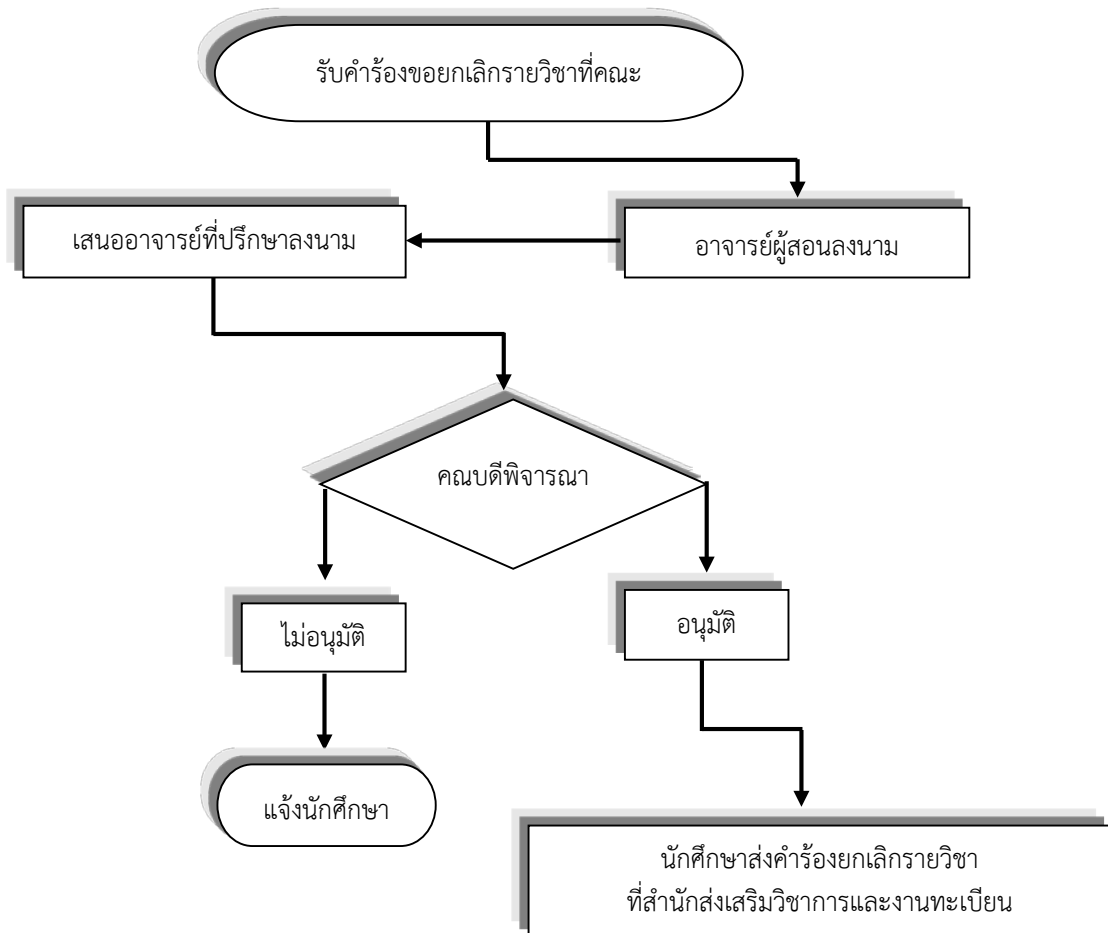 รับคำร้องขอยกเลิกรายวิชาที่คณะ
อาจารย์ผู้สอนลงนาม
เสนออาจารย์ที่ปรึกษาลงนาม
คณบดีพิจารณา
ไม่อนุมัติ
อนุมัติ
แจ้งนักศึกษา
นักศึกษาส่งคำร้องยกเลิกรายวิชา
ที่สำนักส่งเสริมวิชาการและงานทะเบียน